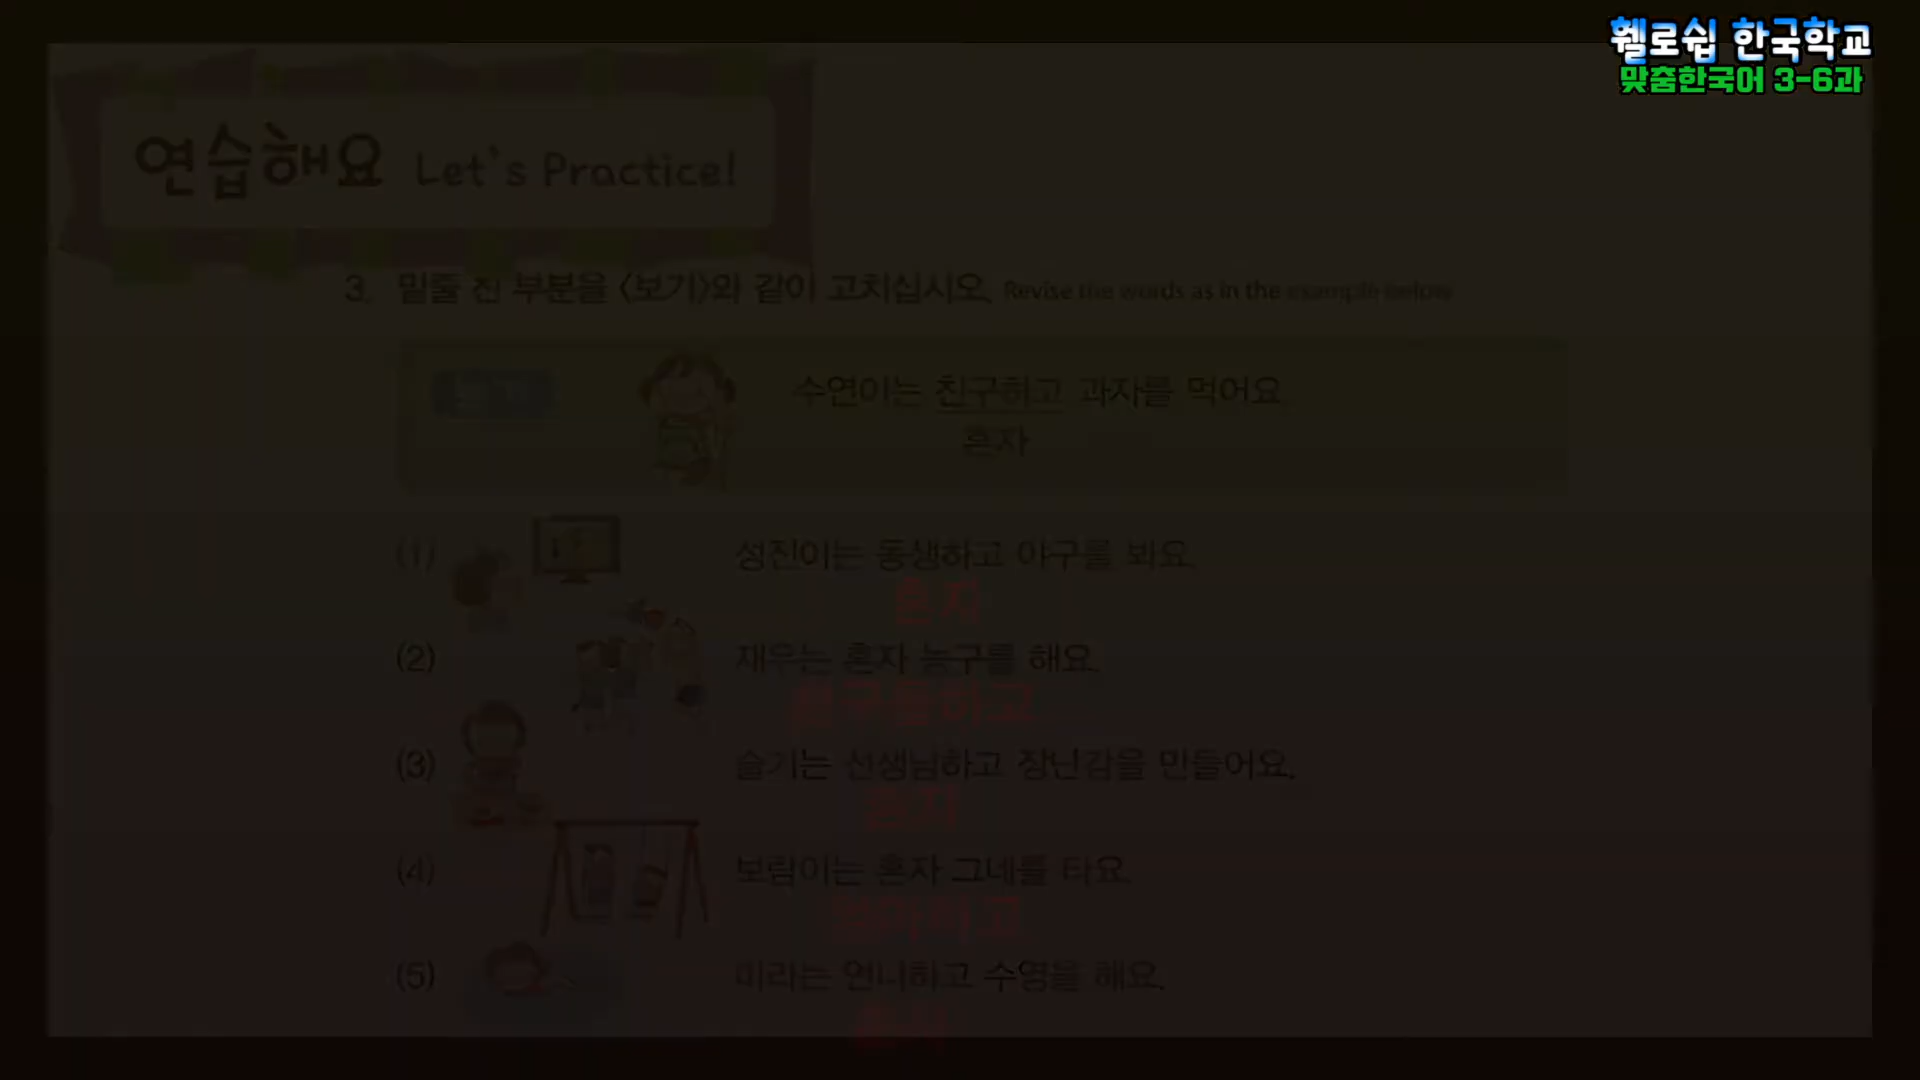 휄로쉽 한국학교
맞춤한국어 3-6과
연습해요 Let's Practice!
3. 밑줄 친 부분을 <보기>와 같이 고치십시오. Revise the words as in the example below.
보기
수연이는 친구하고 과자를 먹어요.
혼자
(1) 성진이는 동생하고 야구를 봐요.
혼자
(2) 재우는 혼자 농구를 해요.
친구들하고
(3) 슬기는 선생님하고 장난감을 만들어요.
혼자
(4) 보람이는 혼자 그네를 타요.
엄마하고
(5) 미라는 언니하고 수영을 해요.
혼자